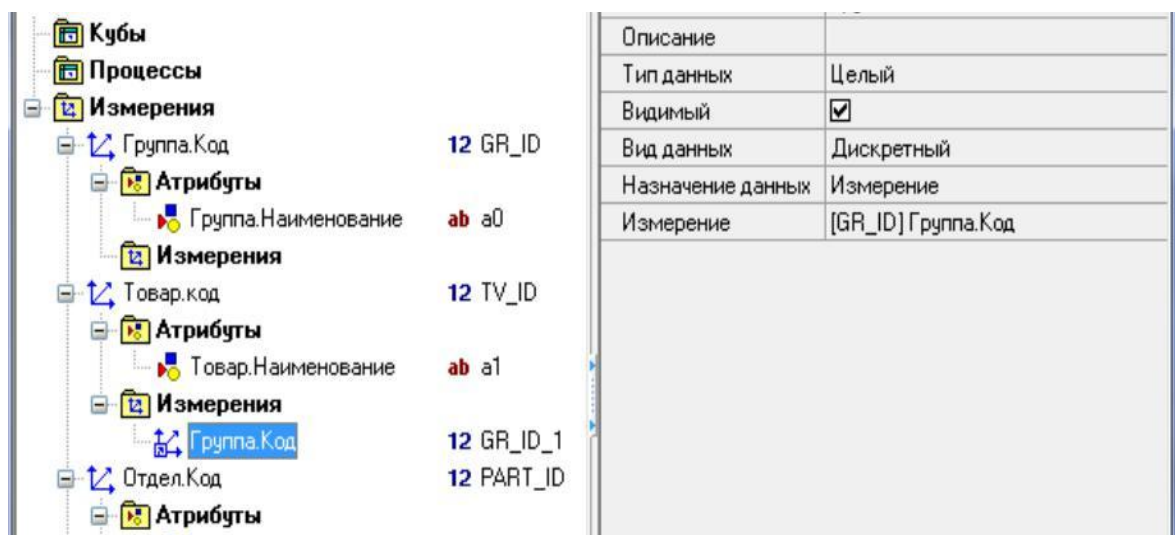 Кубы
Процессы
Измерения
Группа.Код 12 GR_ID
Атрибуты
Группа.Наименование ab a0
Измерения
Товар.код 12 TV_ID
Атрибуты
Товар.Наименование ab a1
Измерения
Группа.Код 12 GR_ID_1
Отдел.Код 12 PART_ID
Атрибуты
Описание
Тип данных Целый
Видимый
Вид данных Дискретный
Назначение данных Измерение
Измерение [GR_ID] Группа.Код